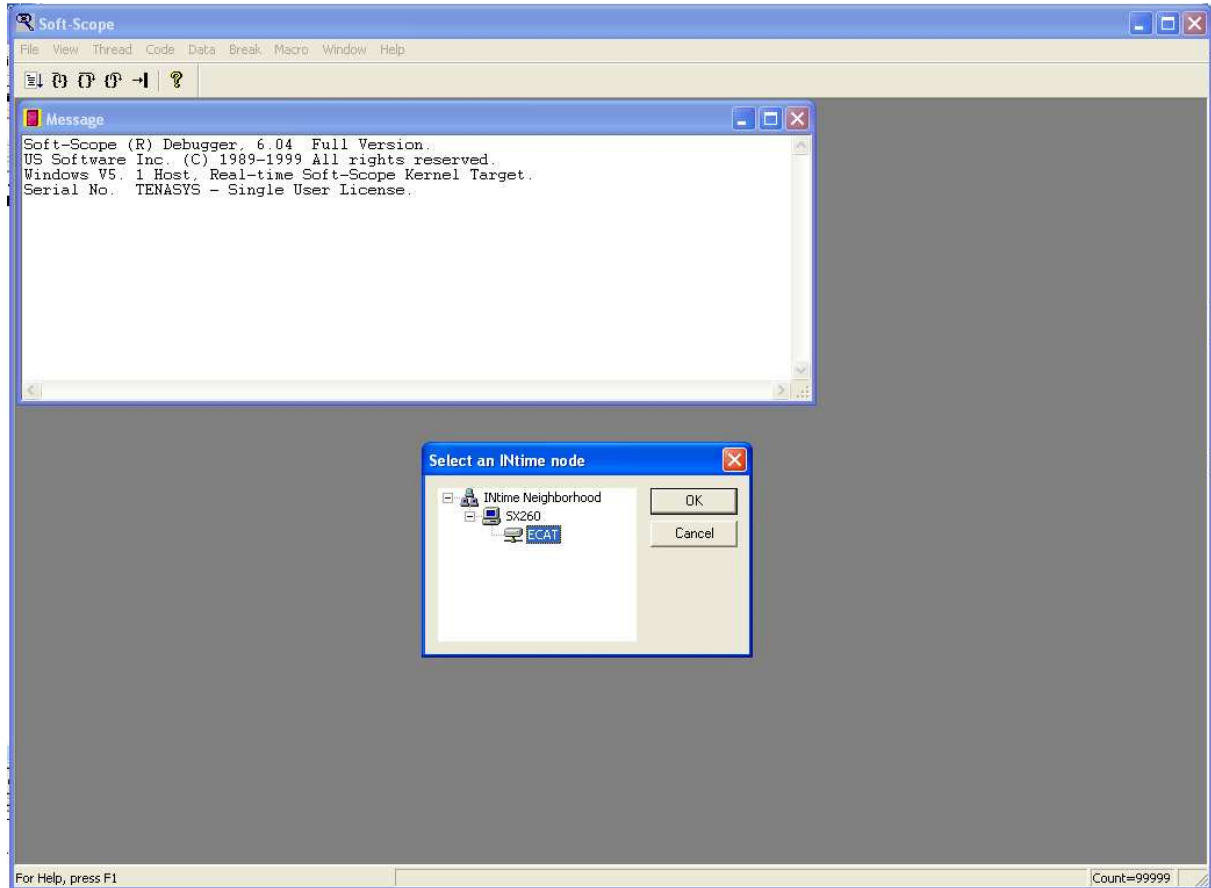 Soft-Scope
File View Thread Code Data Break Macro Window Help
Message
Soft-Scope (R) Debugger, 6.04 Full Version.
US Software Inc. (C) 1989-1999 All rights reserved.
Windows V5. 1 Host, Real-time Soft-Scope Kernel Target.
Serial No. TENASYS - Single User License.
Select an INtime node
INtime Neighborhood
SX260
ECAT
OK
Cancel
For Help, press F1
Count=99999